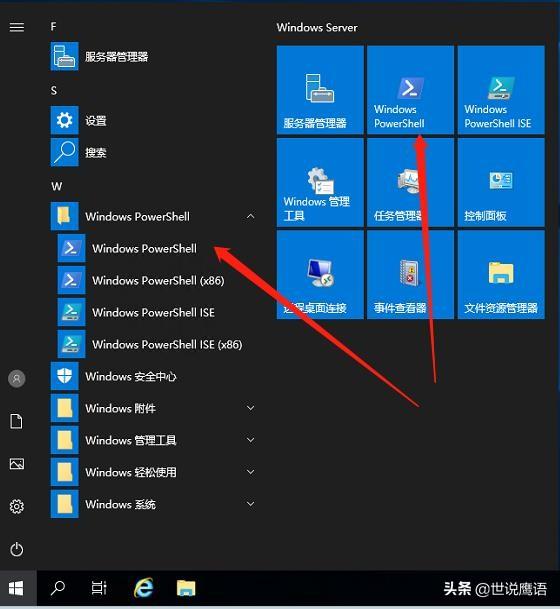 F
服务器管理器
S
设置
搜索
W
Windows PowerShell
Windows PowerShell
Windows PowerShell (x86)
Windows PowerShell ISE
Windows PowerShell ISE (x86)
Windows 安全中心
Windows 附件
Windows 管理工具
Windows 轻松使用
Windows 系统
Windows Server
服务器管理器
Windows
PowerShell
Windows
PowerShell ISE
Windows 管理
工具
任务管理器
控制面板
远程桌面连接
事件查看器
文件资源管理器
头条 @世说鹰语